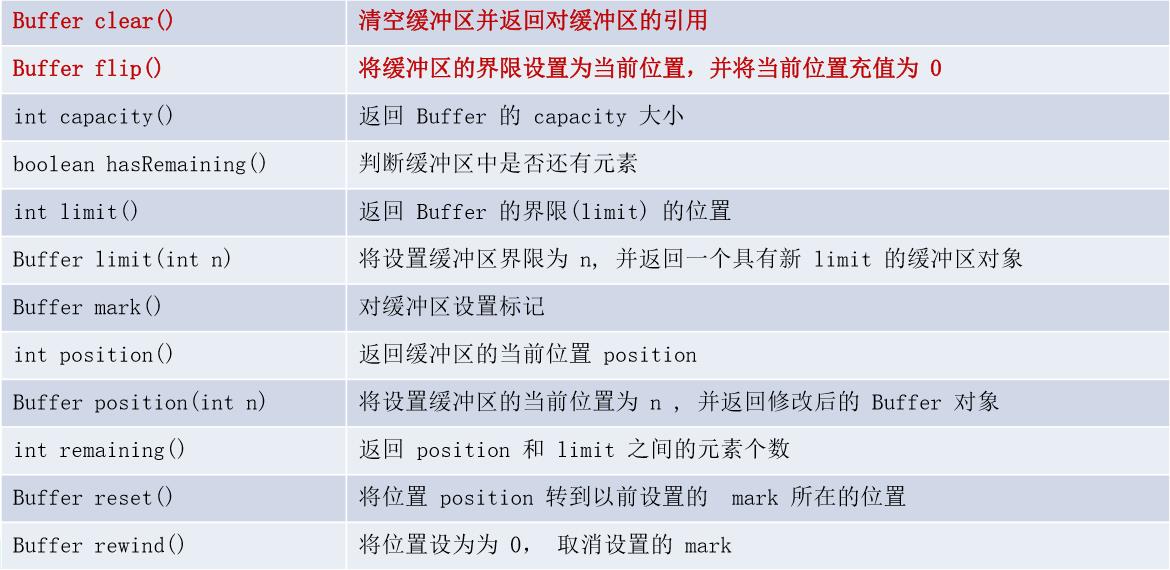 Buffer clear() 清空缓冲区并返回对缓冲区的引用
Buffer flip() 将缓冲区的界限设置为当前位置，并将当前位置充值为 0
int capacity() 返回 Buffer 的 capacity 大小
boolean hasRemaining() 判断缓冲区中是否还有元素
int limit() 返回 Buffer 的界限(limit) 的位置
Buffer limit(int n) 将设置缓冲区界限为 n, 并返回一个具有新 limit 的缓冲区对象
Buffer mark() 对缓冲区设置标记
int position() 返回缓冲区的当前位置 position
Buffer position(int n) 将设置缓冲区的当前位置为 n , 并返回修改后的 Buffer 对象
int remaining() 返回 position 和 limit 之间的元素个数
Buffer reset() 将位置 position 转到以前设置的 mark 所在的位置
Buffer rewind() 将位置设为为 0， 取消设置的 mark